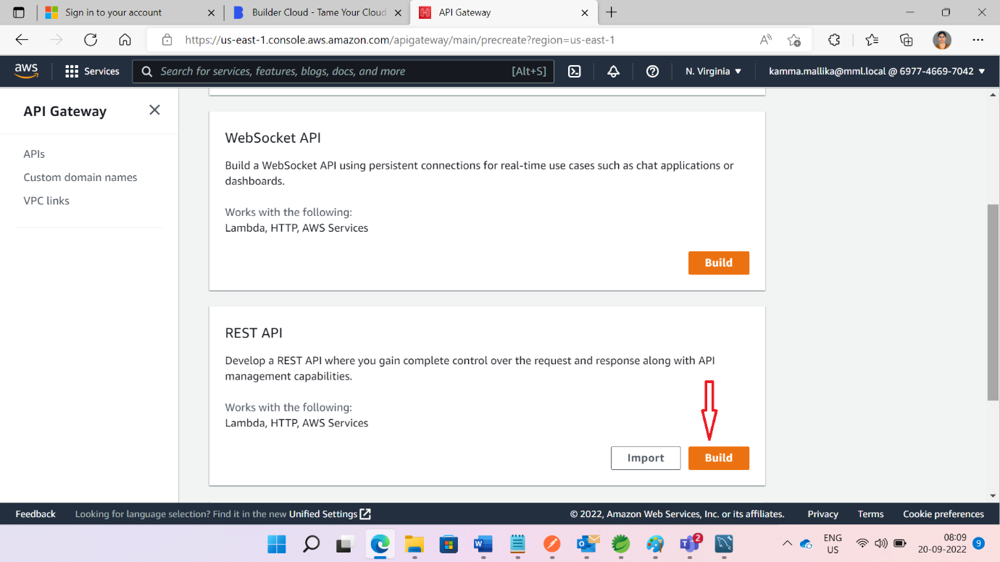 Sign in to your account
Builder Cloud - Tame Your Cloud
API Gateway
https://us-east-1.console.aws.amazon.com/apigateway/main/precreate?region=us-east-1
aws
Services
Search for services, features, blogs, docs, and more
[Alt+S]
N. Virginia
kamma.mallika@mml.local @ 6977-4669-7042
API Gateway
APIs
Custom domain names
VPC links
WebSocket API
Build a WebSocket API using persistent connections for real-time use cases such as chat applications or
dashboards.
Works with the following:
Lambda, HTTP, AWS Services
Build
REST API
Develop a REST API where you gain complete control over the request and response along with API
management capabilities.
Works with the following:
Lambda, HTTP, AWS Services
Import
Build
Feedback
Looking for language selection? Find it in the new Unified Settings
© 2022, Amazon Web Services, Inc. or its affiliates.
Privacy
Terms
Cookie preferences
2
ENG
US
08:09
20-09-2022
9